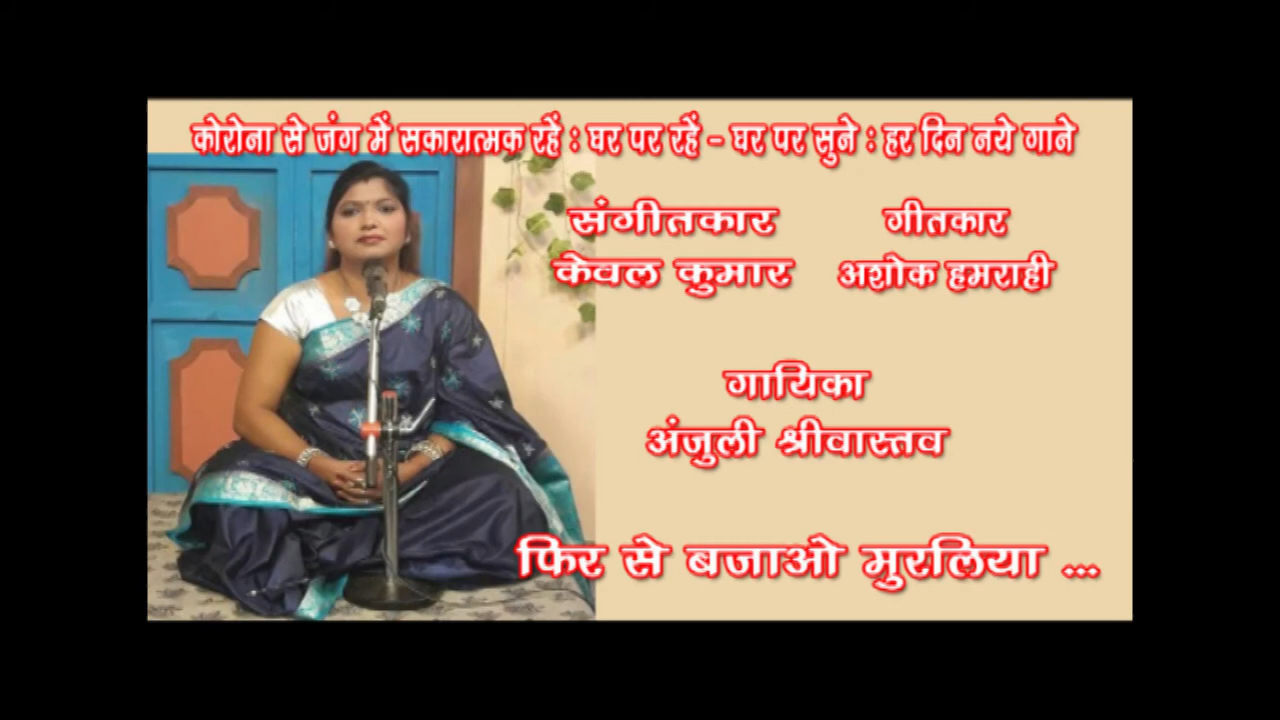 कोरोना से जंग में सकारात्मक रहें : घर पर रहें - घर पर सुने : हर दिन नये गाने
संगीतकार गीतकार
केवल कुमार अशोक हमराही
गायिका
अंजुली श्रीवास्तव
फिर से बजाओ मुरलिया ...